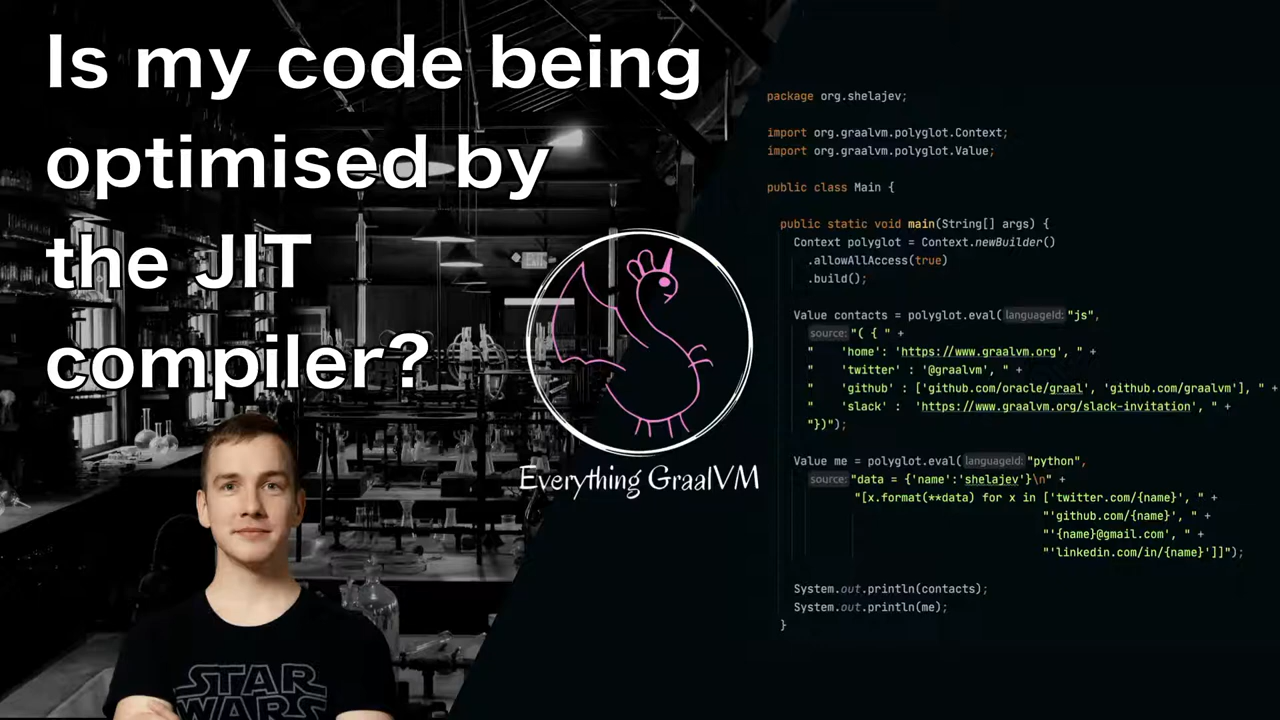 Is my code being
optimised by
the JIT
compiler?
EXIT
Everything GraalVM
STAR
WARS
package org.shelajev;
import org.graalvm.polyglot.Context;
import org.graalvm.polyglot.Value;
public class Main {
public static void main(String[] args) {
Context polyglot = Context.newBuilder()
.allowAllAccess(true)
.build();
Value contacts = polyglot.eval( languageId: "js",
source: "( { " +
"    'home': 'https://www.graalvm.org', " +
"    'twitter' : '@graalvm', " +
"    'github' : ['github.com/oracle/graal', 'github.com/graalvm'], " +
"    'slack' :  'https://www.graalvm.org/slack-invitation', " +
"})");
Value me = polyglot.eval( languageId: "python",
source: "data = {'name':'shelajev'}\n" +
"[x.format(**data) for x in ['twitter.com/{name}', " +
"'github.com/{name}', " +
"'{name}@gmail.com', " +
"'linkedin.com/in/{name}']]");
System.out.println(contacts);
System.out.println(me);
}